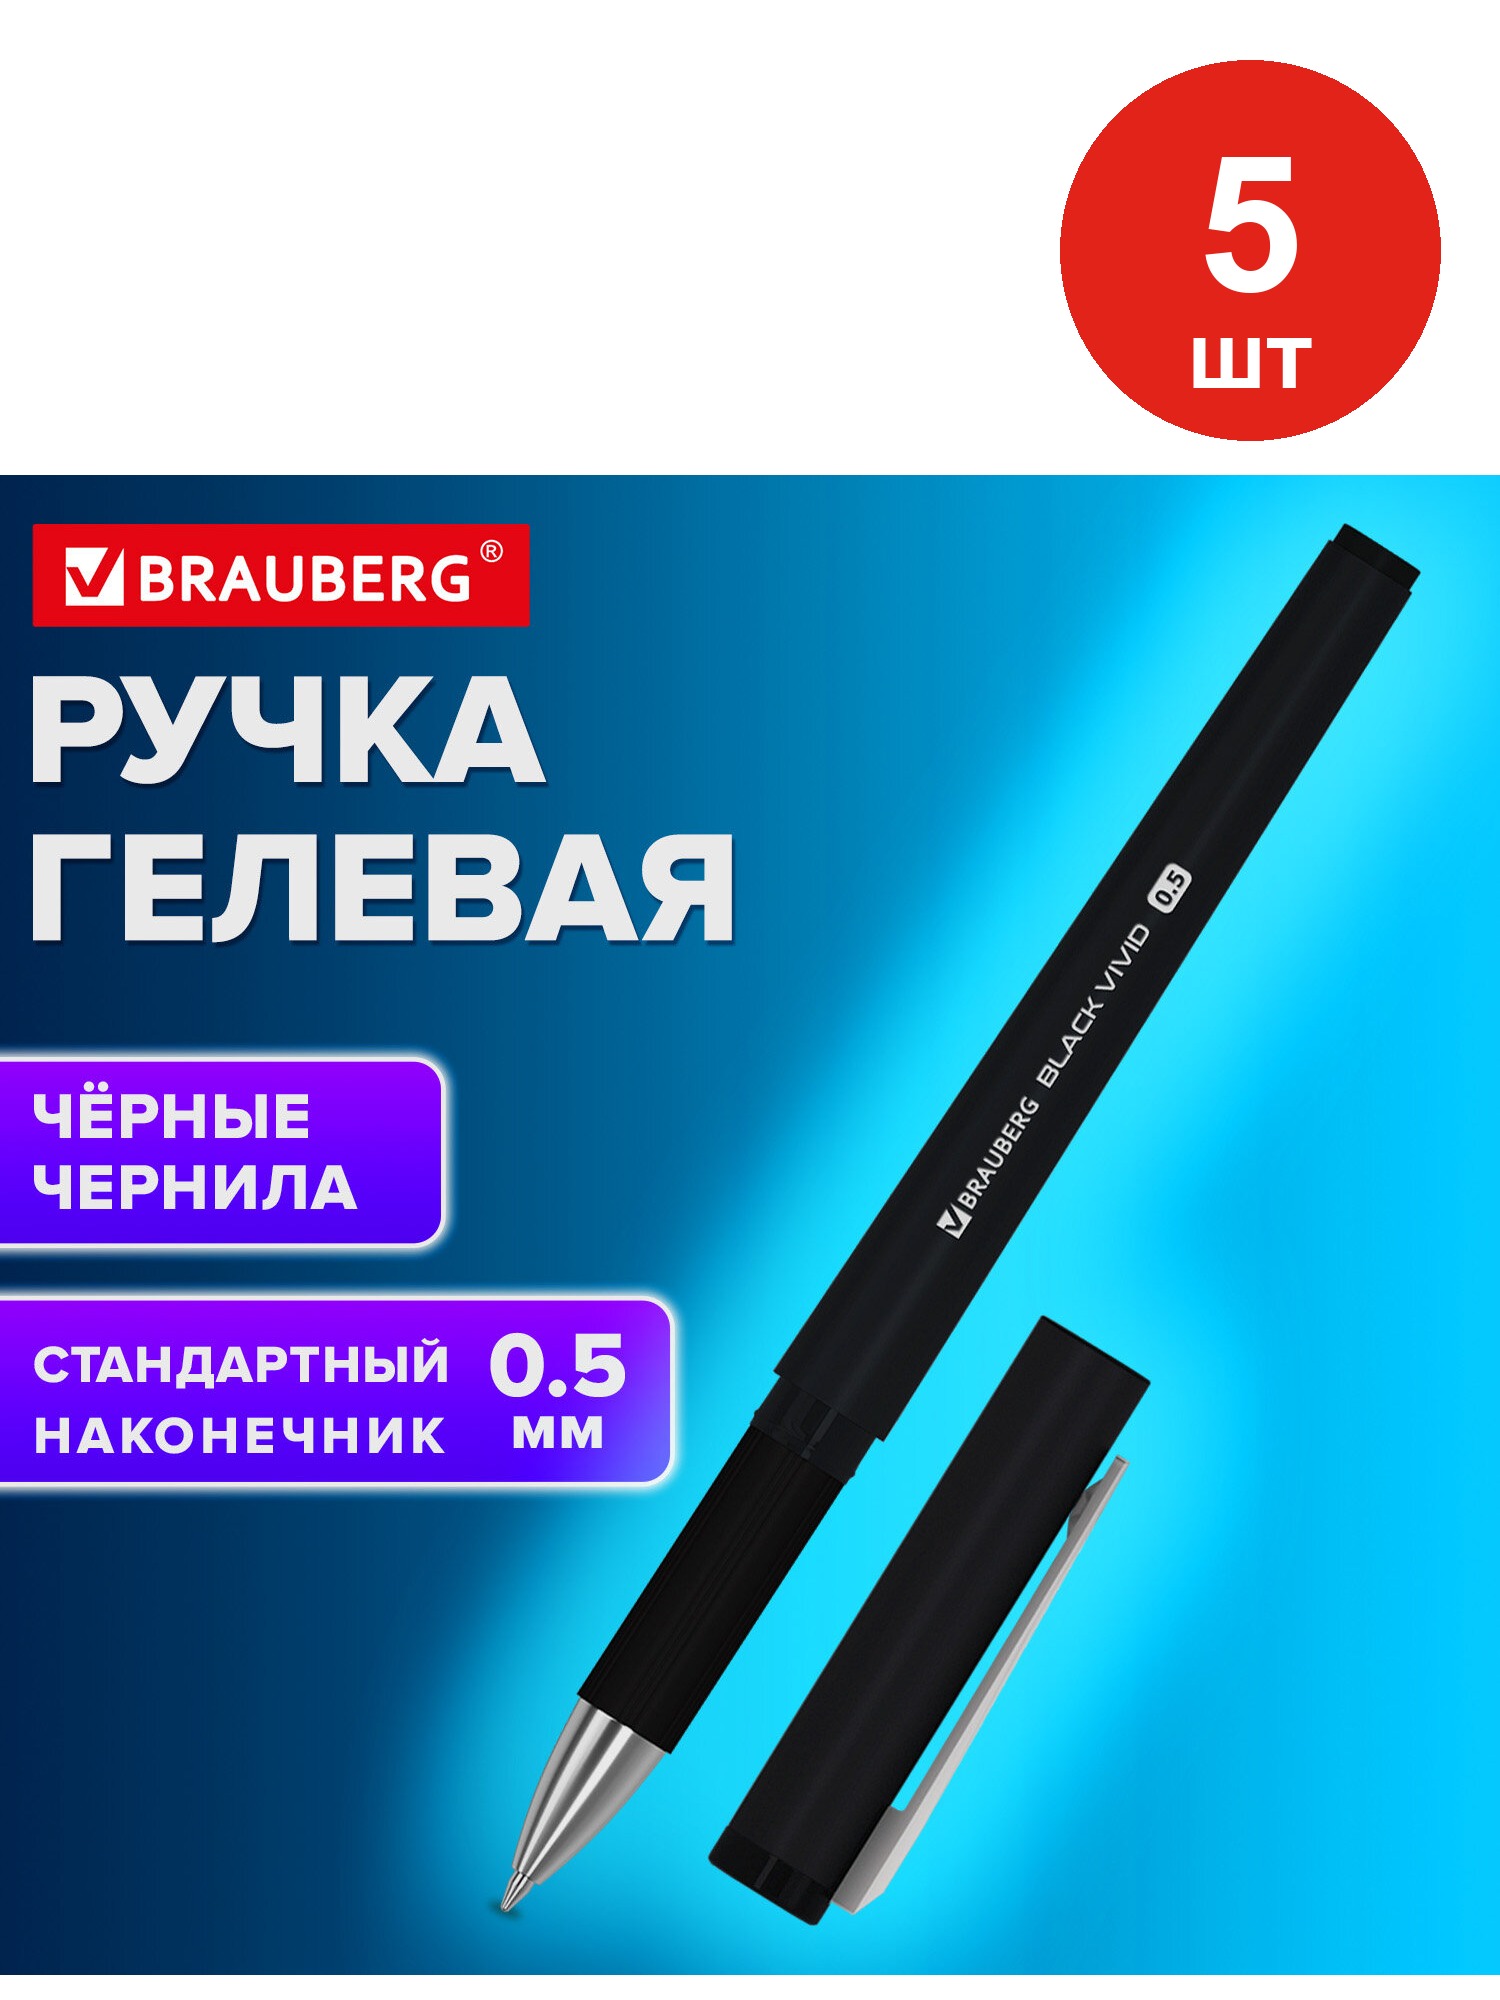 5
шт
BRAUBERG®
РУЧКА
ГЕЛЕВАЯ
ЧЁРНЫЕ
ЧЕРНИЛА
СТАНДАРТНЫЙ
НАКОНЕЧНИК
0.5
мм
BRAUBERG BLACK VIVID 0.5